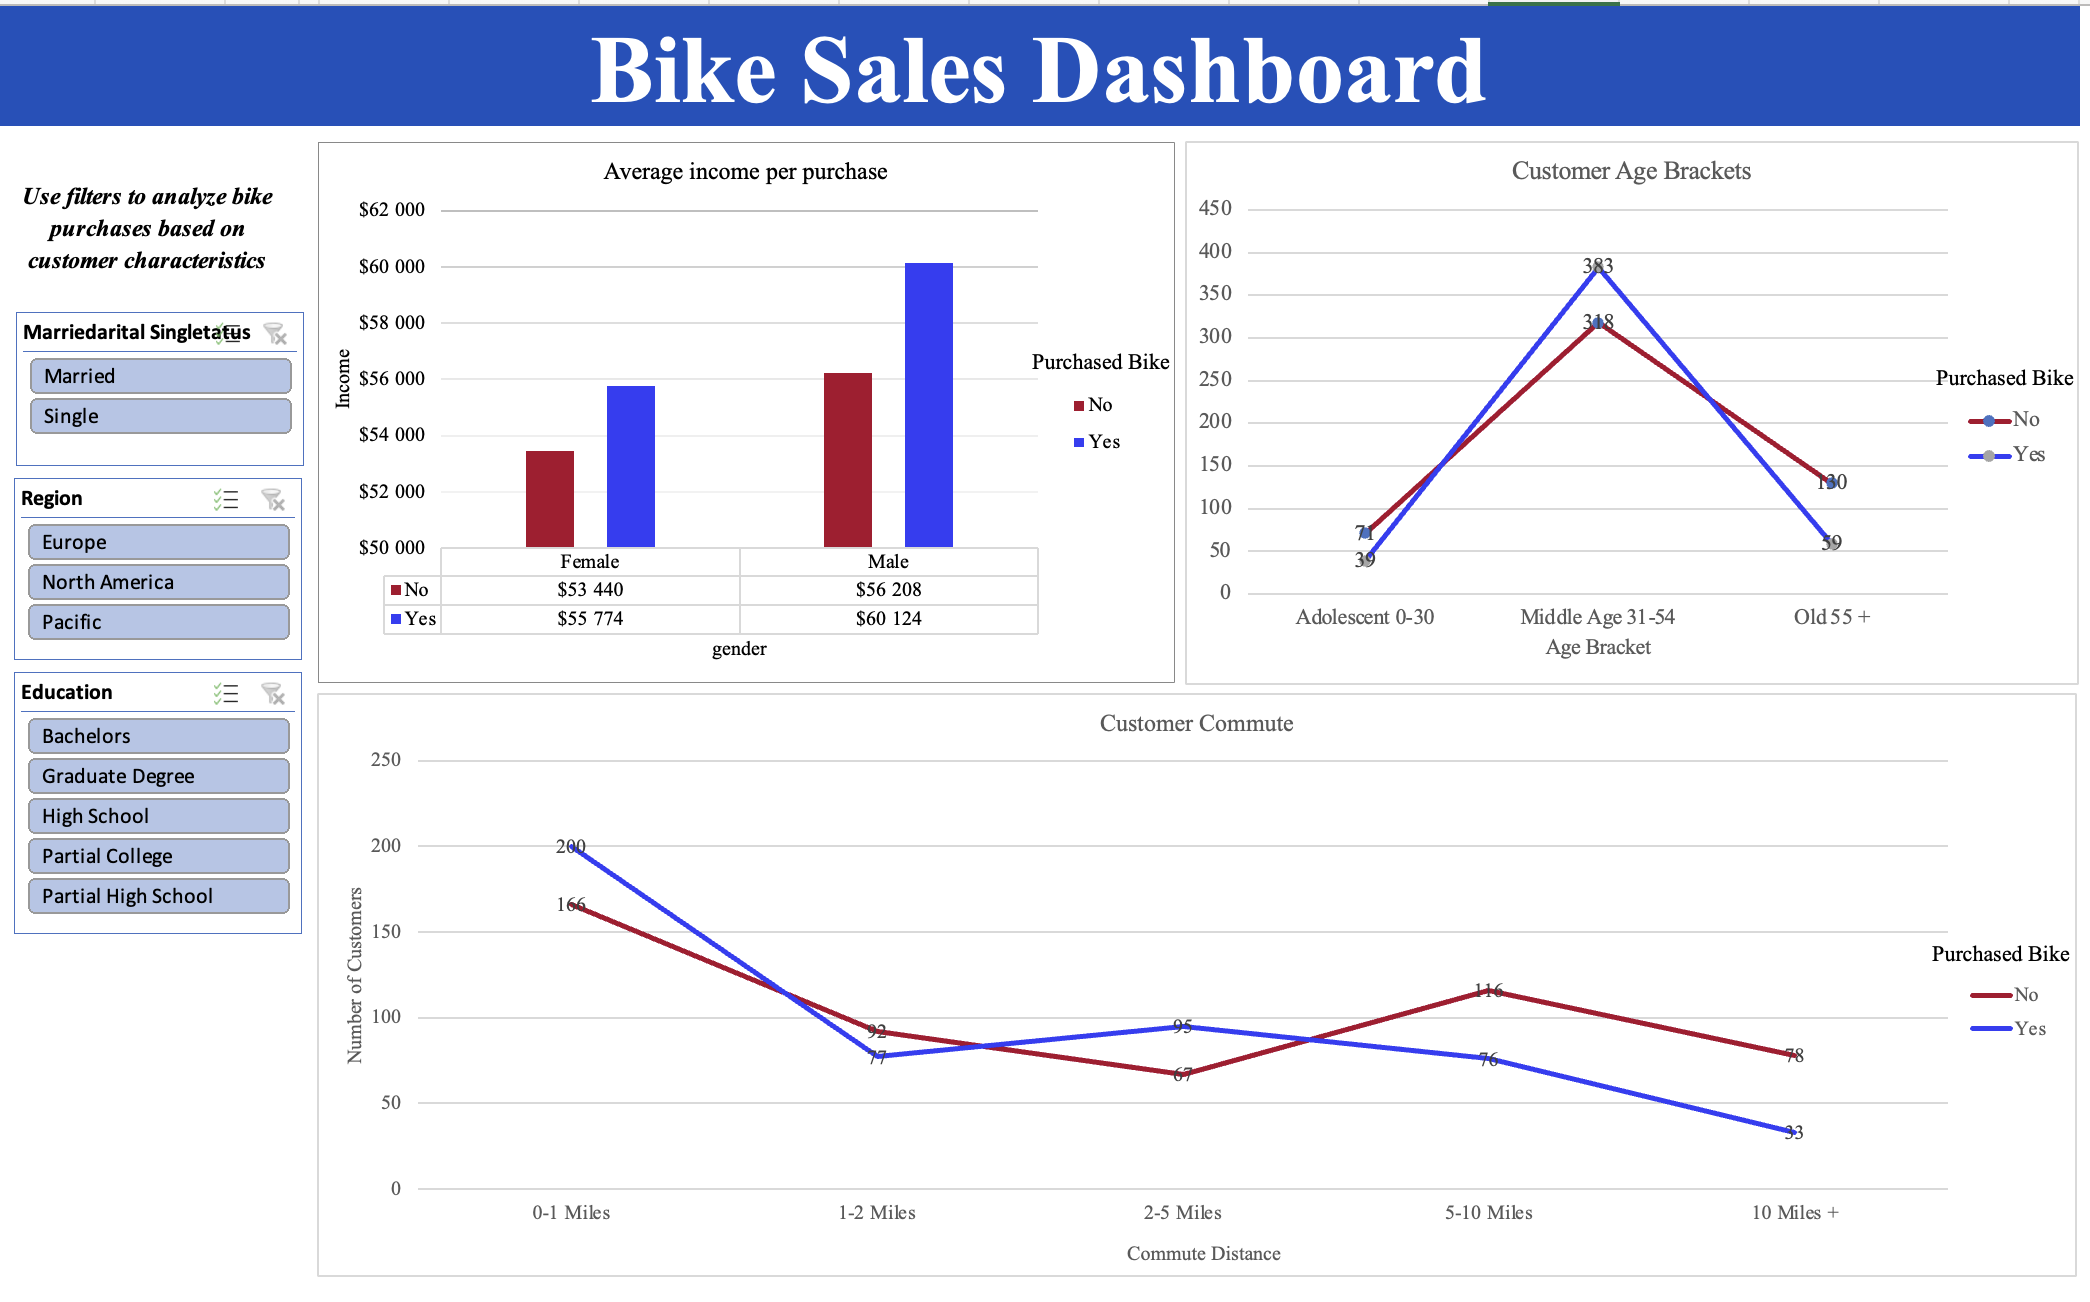 Bike Sales Dashboard
Use filters to analyze bike
purchases based on
customer characteristics
Marriedarital Singletatus
Married
Single
Region
Europe
North America
Pacific
Education
Bachelors
Graduate Degree
High School
Partial College
Partial High School
Average income per purchase
$62 000
$60 000
$58 000
$56 000
$54 000
$52 000
$50 000
Income
Female Male
No $53 440 $56 208
Yes $55 774 $60 124
gender
Purchased Bike
No
Yes
Customer Age Brackets
450
400
350
300
250
200
150
100
50
0
383
318
71
39
130
59
Adolescent 0-30 Middle Age 31-54 Old 55 +
Age Bracket
Purchased Bike
No
Yes
Customer Commute
250
200
150
100
50
0
Number of Customers
200
166
92
77
95
67
116
76
78
33
0-1 Miles 1-2 Miles 2-5 Miles 5-10 Miles 10 Miles +
Commute Distance
Purchased Bike
No
Yes